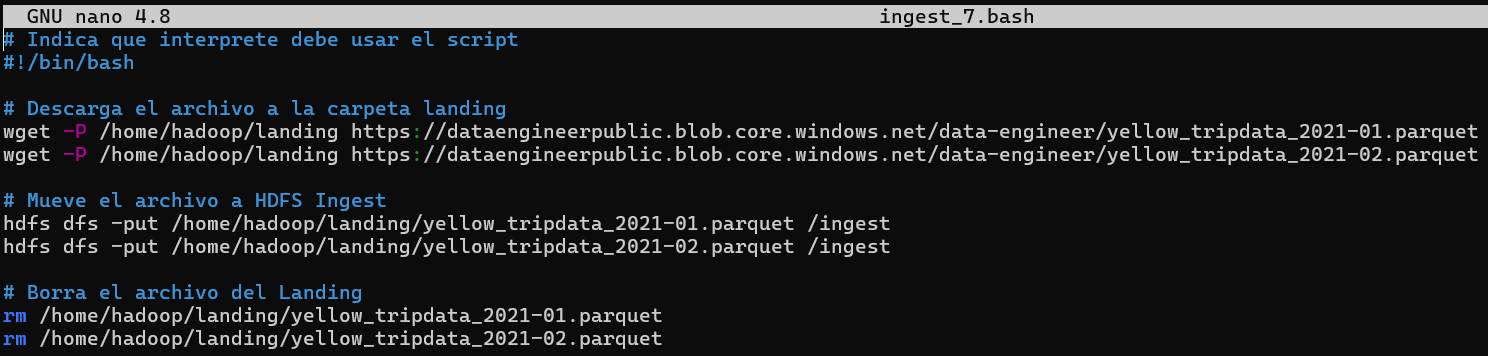 GNU nano 4.8 ingest_7.bash
# Indica que interprete debe usar el script
#!/bin/bash
# Descarga el archivo a la carpeta landing
wget -P /home/hadoop/landing https://dataengineerpublic.blob.core.windows.net/data-engineer/yellow_tripdata_2021-01.parquet
wget -P /home/hadoop/landing https://dataengineerpublic.blob.core.windows.net/data-engineer/yellow_tripdata_2021-02.parquet
# Mueve el archivo a HDFS Ingest
hdfs dfs -put /home/hadoop/landing/yellow_tripdata_2021-01.parquet /ingest
hdfs dfs -put /home/hadoop/landing/yellow_tripdata_2021-02.parquet /ingest
# Borra el archivo del Landing
rm /home/hadoop/landing/yellow_tripdata_2021-01.parquet
rm /home/hadoop/landing/yellow_tripdata_2021-02.parquet